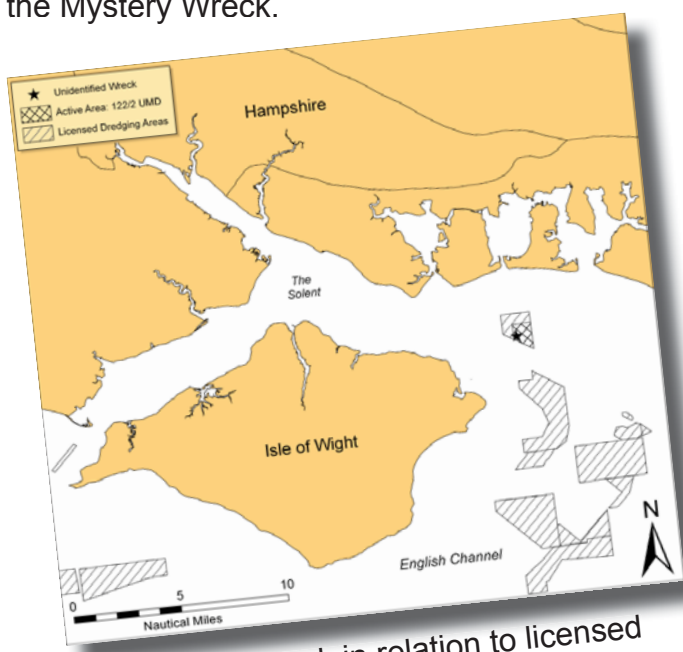 the Mystery Wreck.
Unidentified Wreck
Active Area: 122/2 UMD
Licensed Dredging Areas
Hampshire
The
Solent
Isle of Wight
N
English Channel
0 5 10
Nautical Miles
in relation to licensed